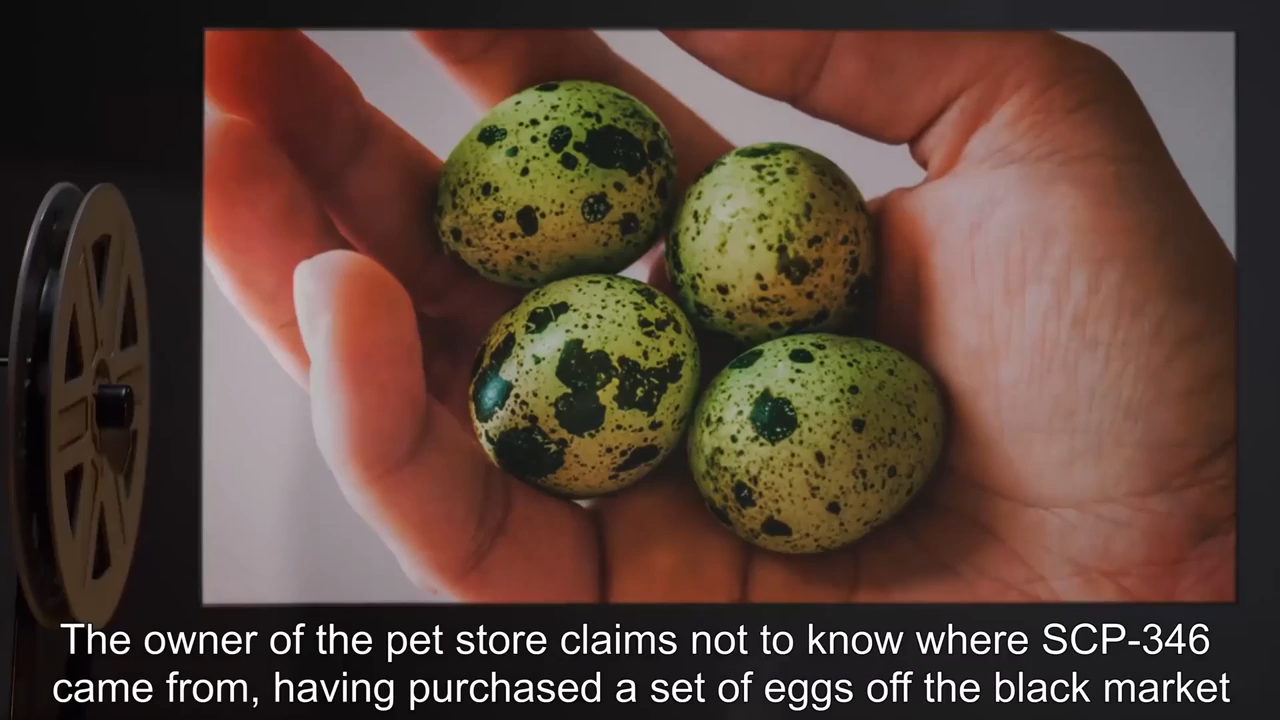 The owner of the pet store claims not to know where SCP-346
came from, having purchased a set of eggs off the black market